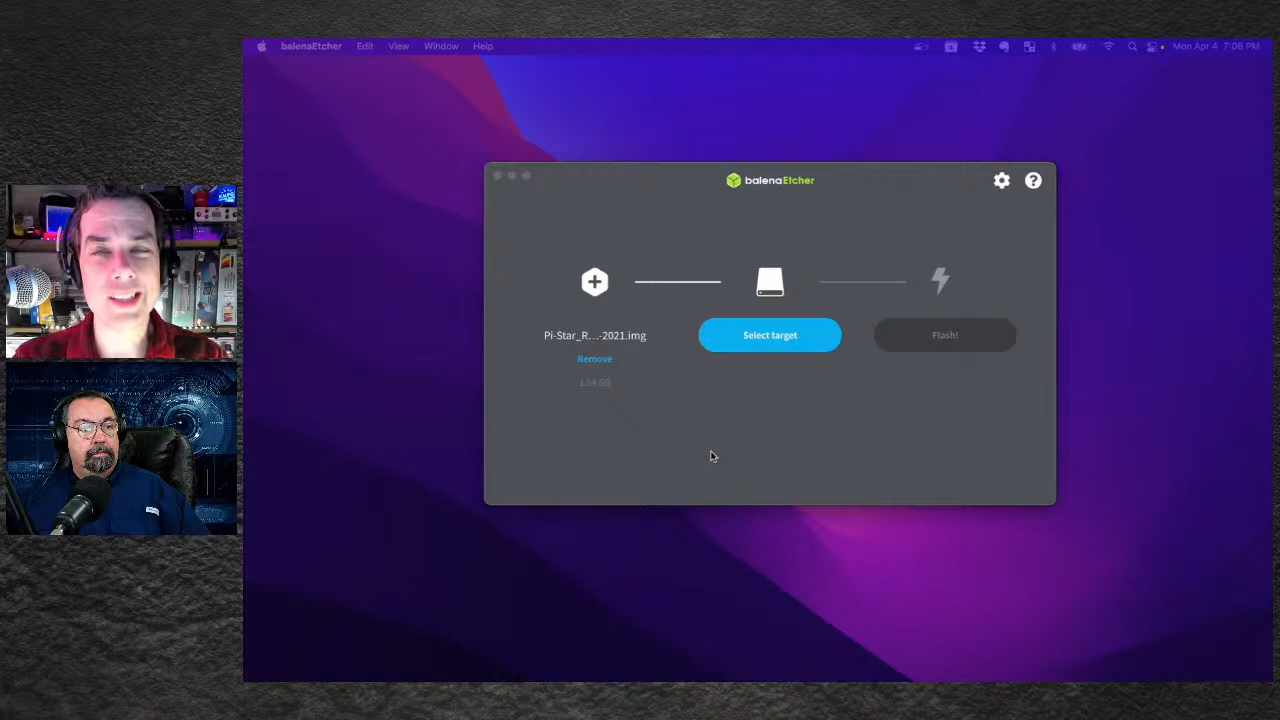 balenaEtcher Edit View Window Help Mon Apr 4 7:06 PM
balenaEtcher
Pi-Star_R...-2021.img
Select target
Flash!
Remove